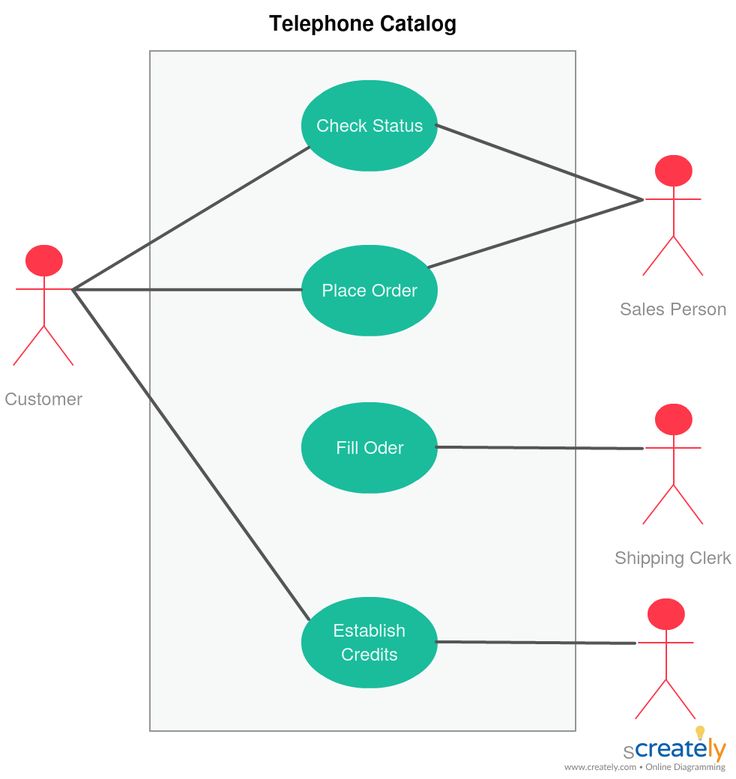 Telephone Catalog
Check Status
Place Order
Sales Person
Customer
Fill Oder
Shipping Clerk
Establish
Credits
creately
www.creately.com • Online Diagramming